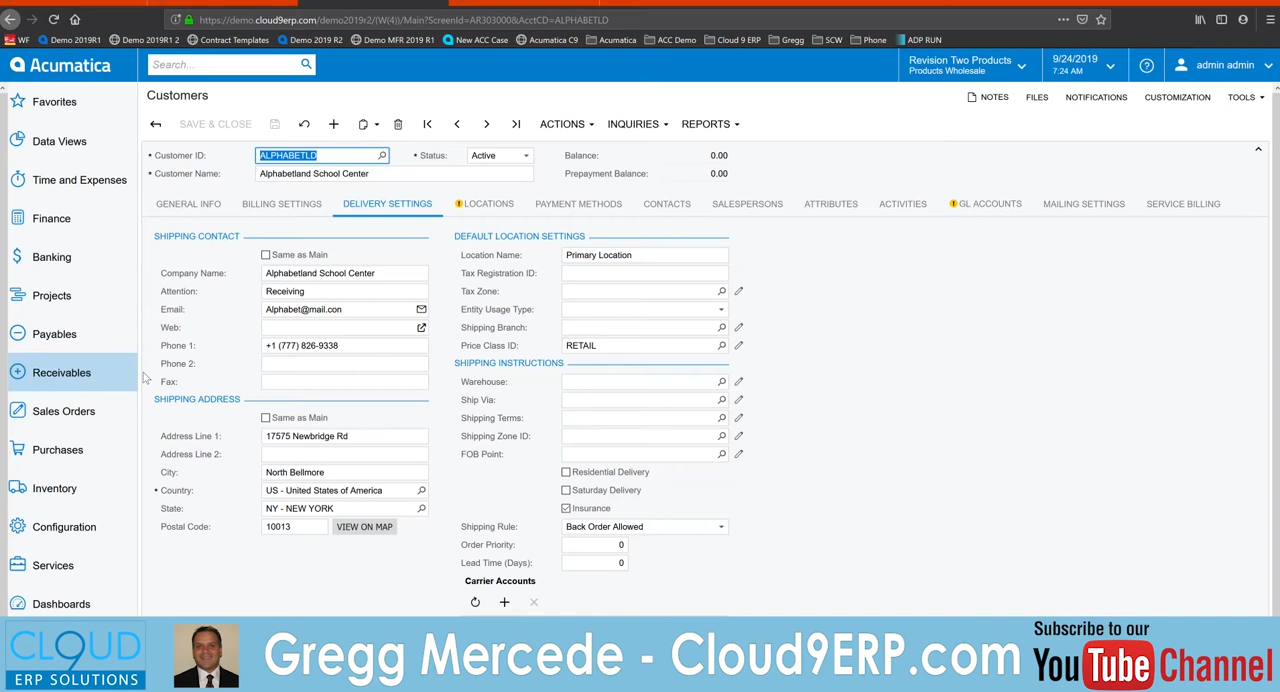 https://demo.cloud9erp.com/demo2019r2/(W(4))/Main?ScreenId=AR303000&AcctCD=ALPHABETLD
WF Demo 2019R1 Demo 2019R1 2 Contract Templates Demo 2019 R2 Demo MFR 2019 R1 New ACC Case Acumatica C9 Acumatica ACC Demo Cloud 9 ERP Gregg SCW Phone ADP RUN
Acumatica Search... Revision Two Products 9/24/2019 admin admin
Products Wholesale 7:24 AM
Customers NOTES FILES NOTIFICATIONS CUSTOMIZATION TOOLS
SAVE & CLOSE ACTIONS INQUIRIES REPORTS
Favorites
Data Views
Time and Expenses
Finance
Banking
Projects
Payables
Receivables
Sales Orders
Purchases
Inventory
Configuration
Services
Dashboards
Customer ID: ALPHABETLD Status: Active Balance: 0.00
Customer Name: Alphabetland School Center Prepayment Balance: 0.00
GENERAL INFO BILLING SETTINGS DELIVERY SETTINGS LOCATIONS PAYMENT METHODS CONTACTS SALESPERSONS ATTRIBUTES ACTIVITIES GL ACCOUNTS MAILING SETTINGS SERVICE BILLING
SHIPPING CONTACT
Same as Main
Company Name: Alphabetland School Center
Attention: Receiving
Email: Alphabet@mail.con
Web:
Phone 1: +1 (777) 826-9338
Phone 2:
Fax:
SHIPPING ADDRESS
Same as Main
Address Line 1: 17575 Newbridge Rd
Address Line 2:
City: North Bellmore
Country: US - United States of America
State: NY - NEW YORK
Postal Code: 10013 VIEW ON MAP
DEFAULT LOCATION SETTINGS
Location Name: Primary Location
Tax Registration ID:
Tax Zone:
Entity Usage Type:
Shipping Branch:
Price Class ID: RETAIL
SHIPPING INSTRUCTIONS
Warehouse:
Ship Via:
Shipping Terms:
Shipping Zone ID:
FOB Point:
Residential Delivery
Saturday Delivery
Insurance
Shipping Rule: Back Order Allowed
Order Priority: 0
Lead Time (Days): 0
Carrier Accounts
CLOUD 9
ERP SOLUTIONS
Gregg Mercede - Cloud9ERP.com
Subscribe to our
YouTube Channel